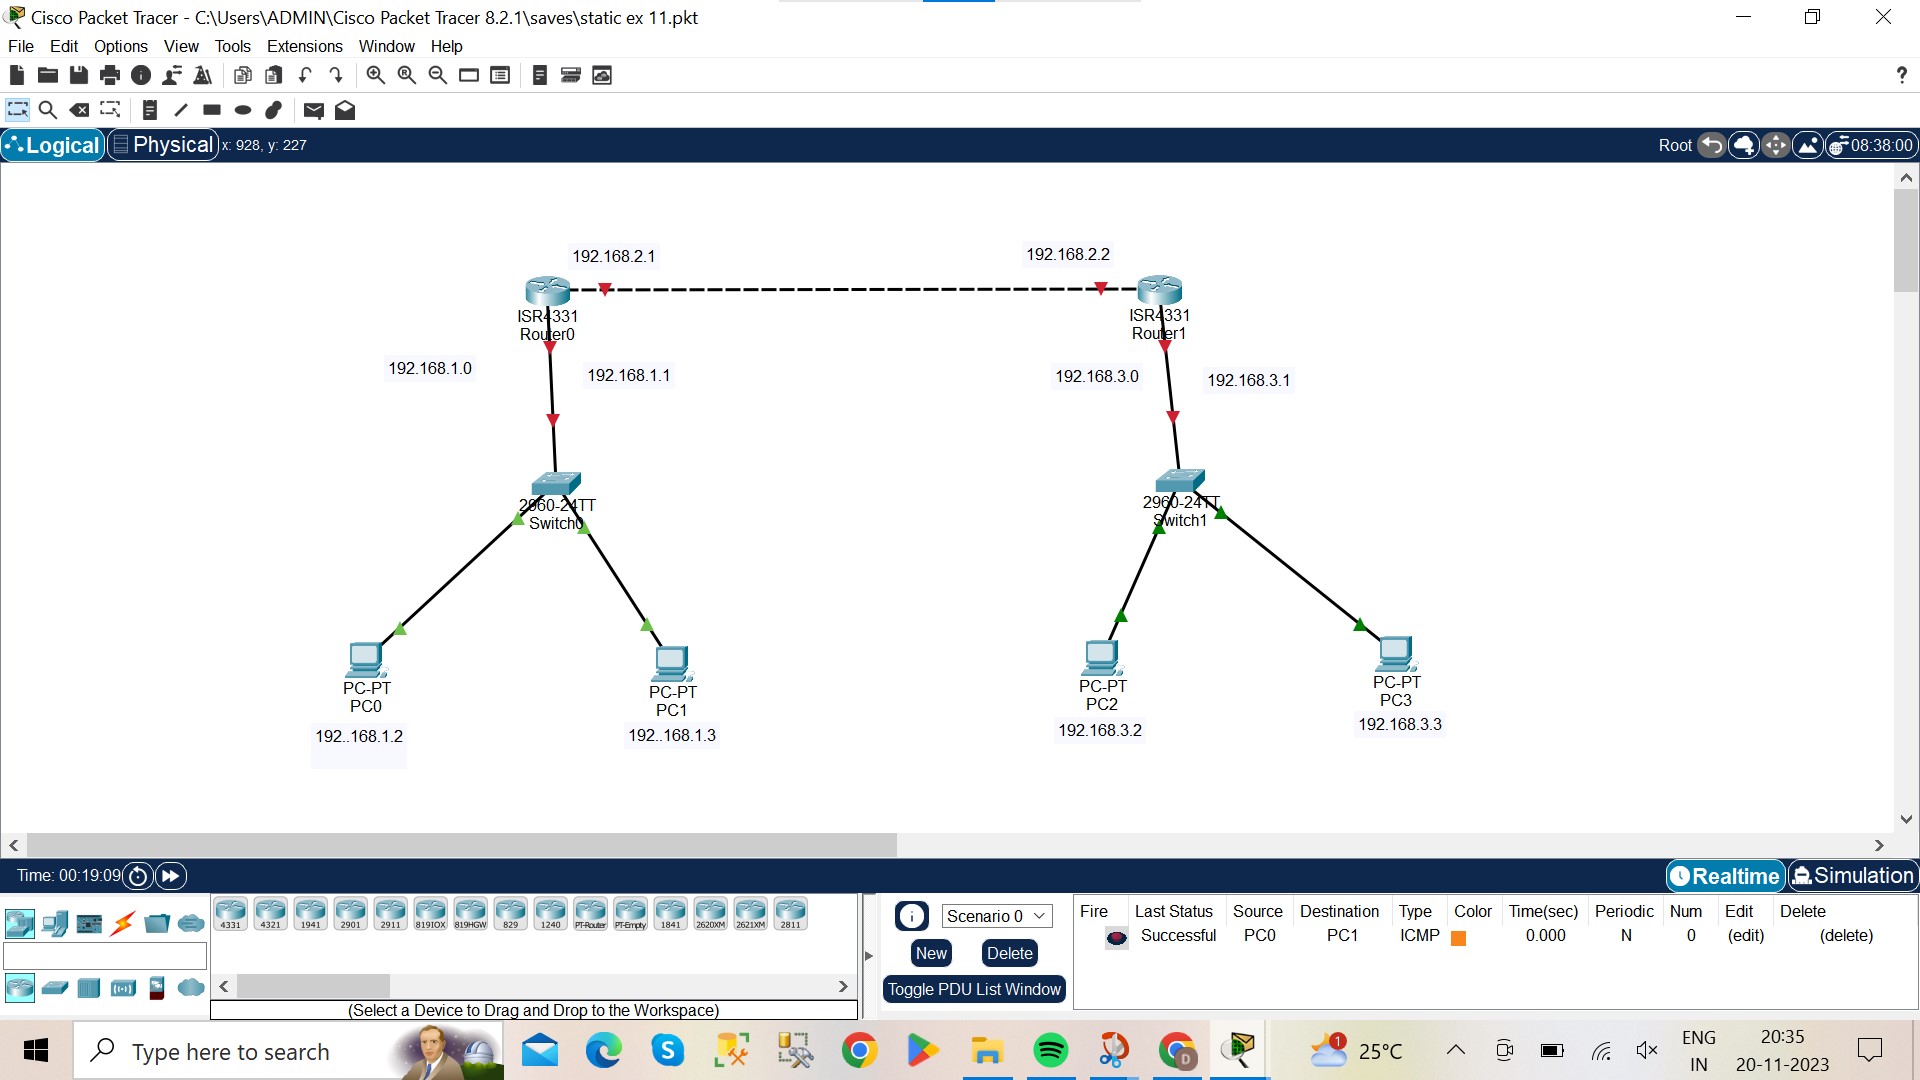 Cisco Packet Tracer - C:\Users\ADMIN\Cisco Packet Tracer 8.2.1\saves\static ex 11.pkt
File Edit Options View Tools Extensions Window Help
?
Logical Physical x: 928, y: 227 Root 08:38:00
192.168.2.1
192.168.2.2
ISR4331
Router0
ISR4331
Router1
192.168.1.0
192.168.1.1
192.168.3.0
192.168.3.1
2960-24TT
Switch0
2960-24TT
Switch1
PC-PT
PC0
PC-PT
PC1
PC-PT
PC2
PC-PT
PC3
192..168.1.2
192..168.1.3
192.168.3.2
192.168.3.3
Time: 00:19:09 Realtime Simulation
4331 4321 1941 2901 2911 819IOX 819HGW 829 1240 PT-Router PT-Empty 1841 2620XM 2621XM 2811
(Select a Device to Drag and Drop to the Workspace)
Scenario 0
New Delete
Toggle PDU List Window
Fire Last Status Source Destination Type Color Time(sec) Periodic Num Edit Delete
Successful PC0 PC1 ICMP 0.000 N 0 (edit) (delete)
Type here to search
1 25°C
ENG
IN
20:35
20-11-2023